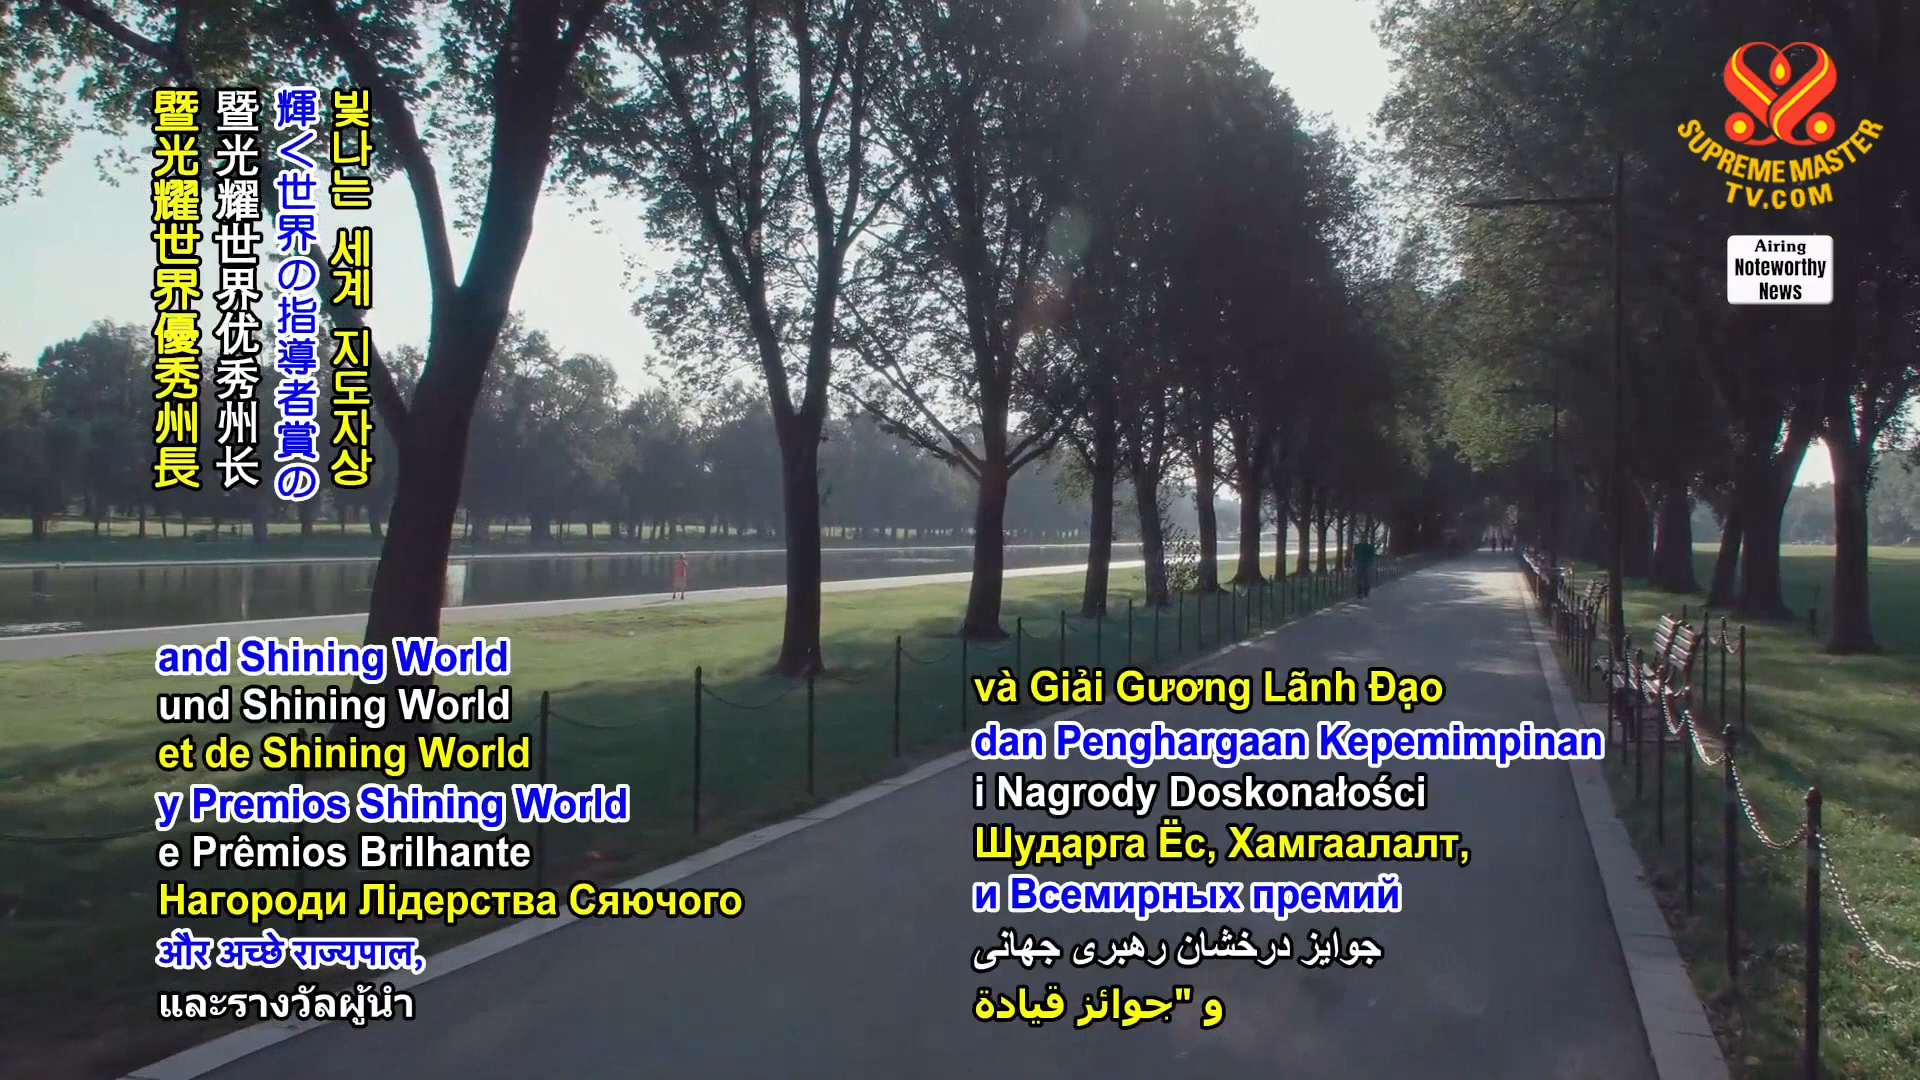 暨光耀世界優秀州長
暨光耀世界优秀州长
輝く世界の指導者賞の
빛나는 세계 지도자상
SUPREME MASTER
TV.COM
Airing
Noteworthy
News
and Shining World
und Shining World
et de Shining World
y Premios Shining World
e Prêmios Brilhante
Нагороди Лідерства Сяючого
और अच्छे राज्यपाल,
และรางวัลผู้นำ
và Giải Gương Lãnh Đạo
dan Penghargaan Kepemimpinan
i Nagrody Doskonałości
Шударга Ёс, Хамгаалалт,
и Всемирных премий
جوایز درخشان رهبری جهانی
و "جوائز قيادة